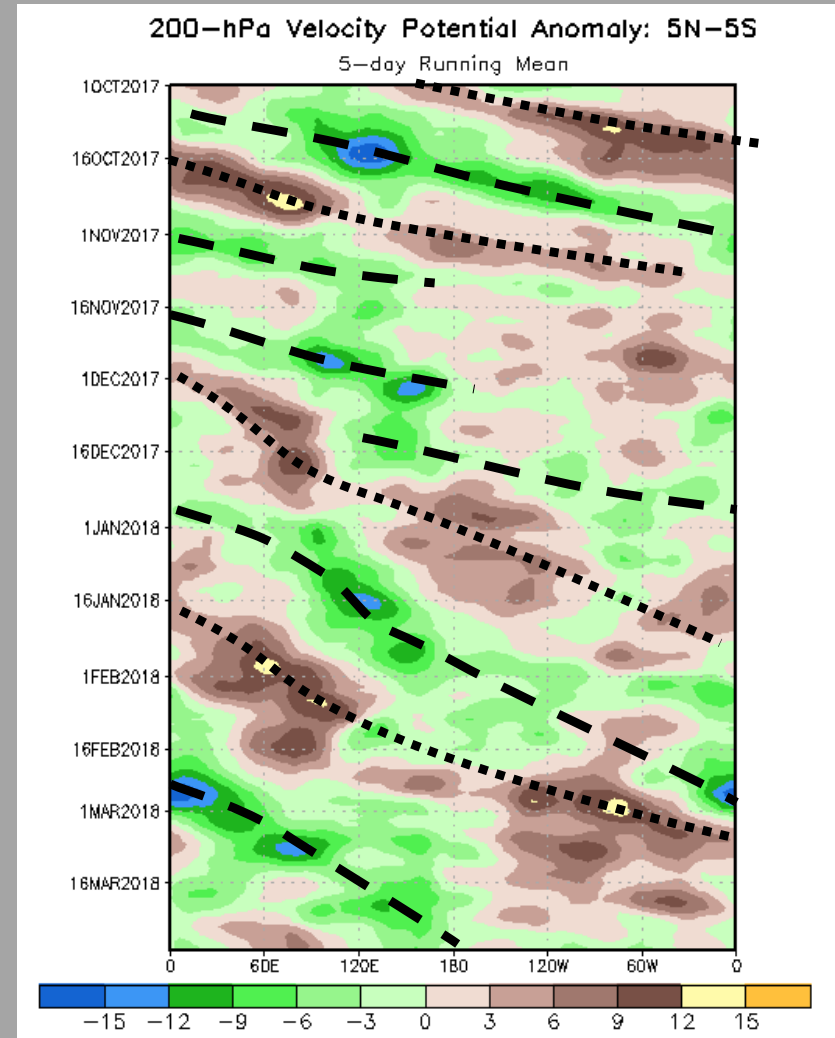 200-hPa Velocity Potential Anomaly: 5N-5S
5-day Running Mean
1OCT2017
16OCT2017
1NOV2017
16NOV2017
1DEC2017
16DEC2017
1JAN2018
16JAN2018
1FEB2018
16FEB2018
1MAR2018
16MAR2018
0 60E 120E 180 120W 60W 0
-15 -12 -9 -6 -3 0 3 6 9 12 15